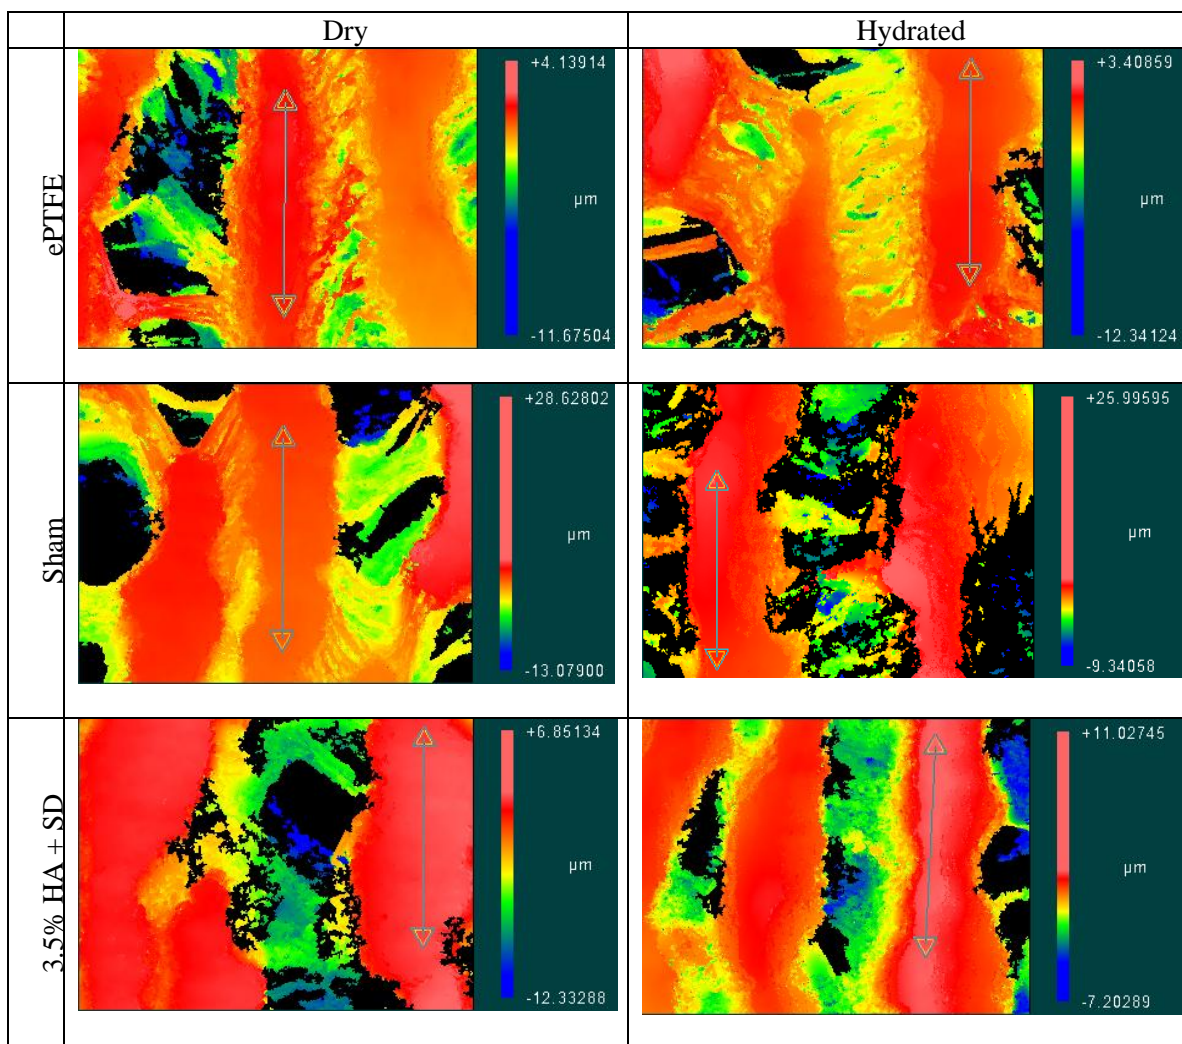 Dry
Hydrated
ePTFE
+4.13914
µm
-11.67504
+3.40859
µm
-12.34124
Sham
+28.62802
µm
-13.07900
+25.99595
µm
-9.34058
3.5% HA + SD
+6.85134
µm
-12.33288
+11.02745
µm
-7.20289